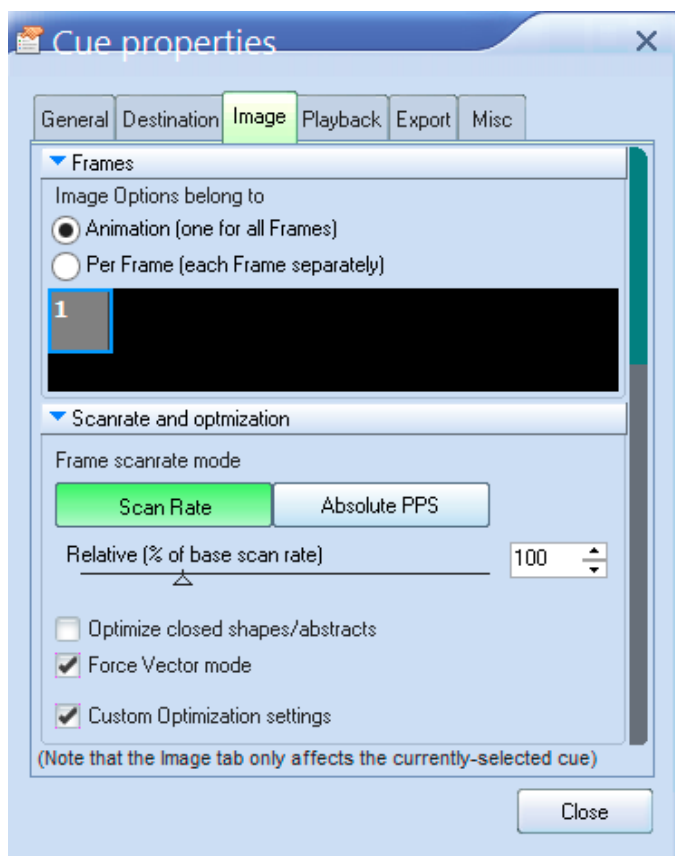 Cue properties
General Destination Image Playback Export Misc
Frames
Image Options belong to
Animation (one for all Frames)
Per Frame (each Frame separately)
1
Scanrate and optmization
Frame scanrate mode
Scan Rate Absolute PPS
Relative (% of base scan rate) 100
Optimize closed shapes/abstracts
Force Vector mode
Custom Optimization settings
(Note that the Image tab only affects the currently-selected cue)
Close